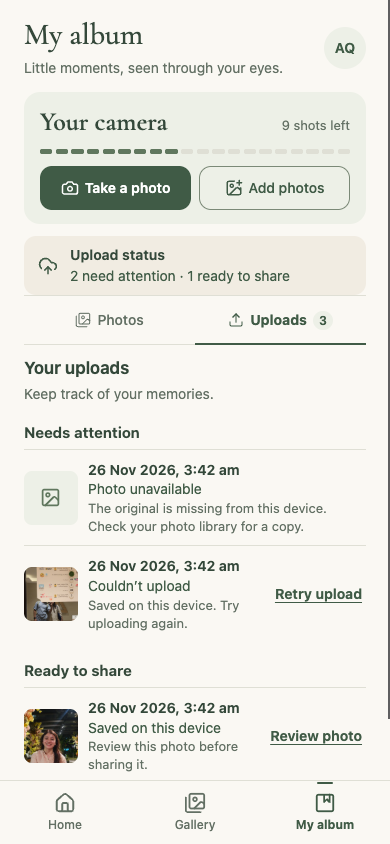 My album
AQ
Little moments, seen through your eyes.
Your camera
9 shots left
Take a photo
Add photos
Upload status
2 need attention · 1 ready to share
Photos
Uploads 3
Your uploads
Keep track of your memories.
Needs attention
26 Nov 2026, 3:42 am
Photo unavailable
The original is missing from this device.
Check your photo library for a copy.
26 Nov 2026, 3:42 am
Couldn’t upload
Saved on this device. Try
uploading again.
Retry upload
Ready to share
26 Nov 2026, 3:42 am
Saved on this device
Review this photo before
sharing it.
Review photo
Home
Gallery
My album